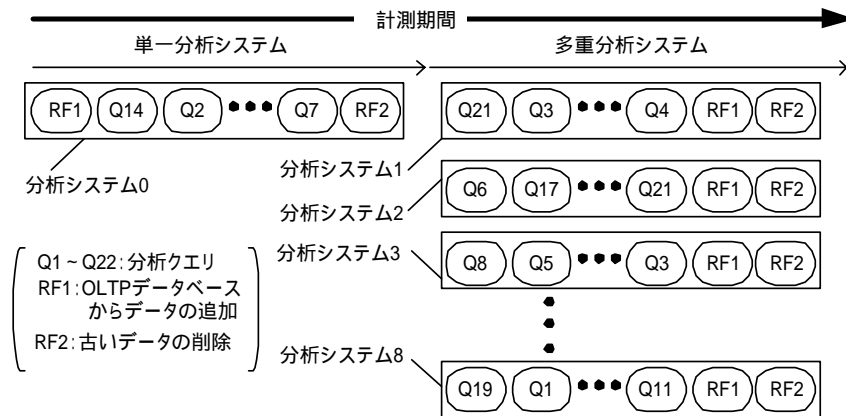 計測期間
単一分析システム
多重分析システム
RF1 Q14 Q2 ●●● Q7 RF2
Q21 Q3 ●●● Q4 RF1 RF2
分析システム0
分析システム1
Q6 Q17 ●●● Q21 RF1 RF2
分析システム2
Q8 Q5 ●●● Q3 RF1 RF2
分析システム3
Q1~Q22:分析クエリ
RF1:OLTPデータベース
からデータの追加
RF2:古いデータの削除
分析システム8
Q19 Q1 ●●● Q11 RF1 RF2